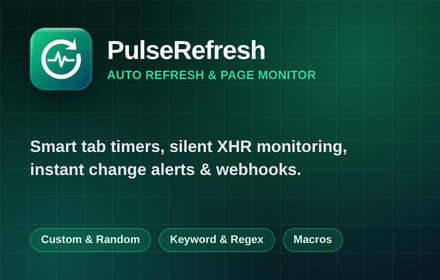 PulseRefresh
AUTO REFRESH & PAGE MONITOR
Smart tab timers, silent XHR monitoring,
instant change alerts & webhooks.
Custom & Random
Keyword & Regex
Macros